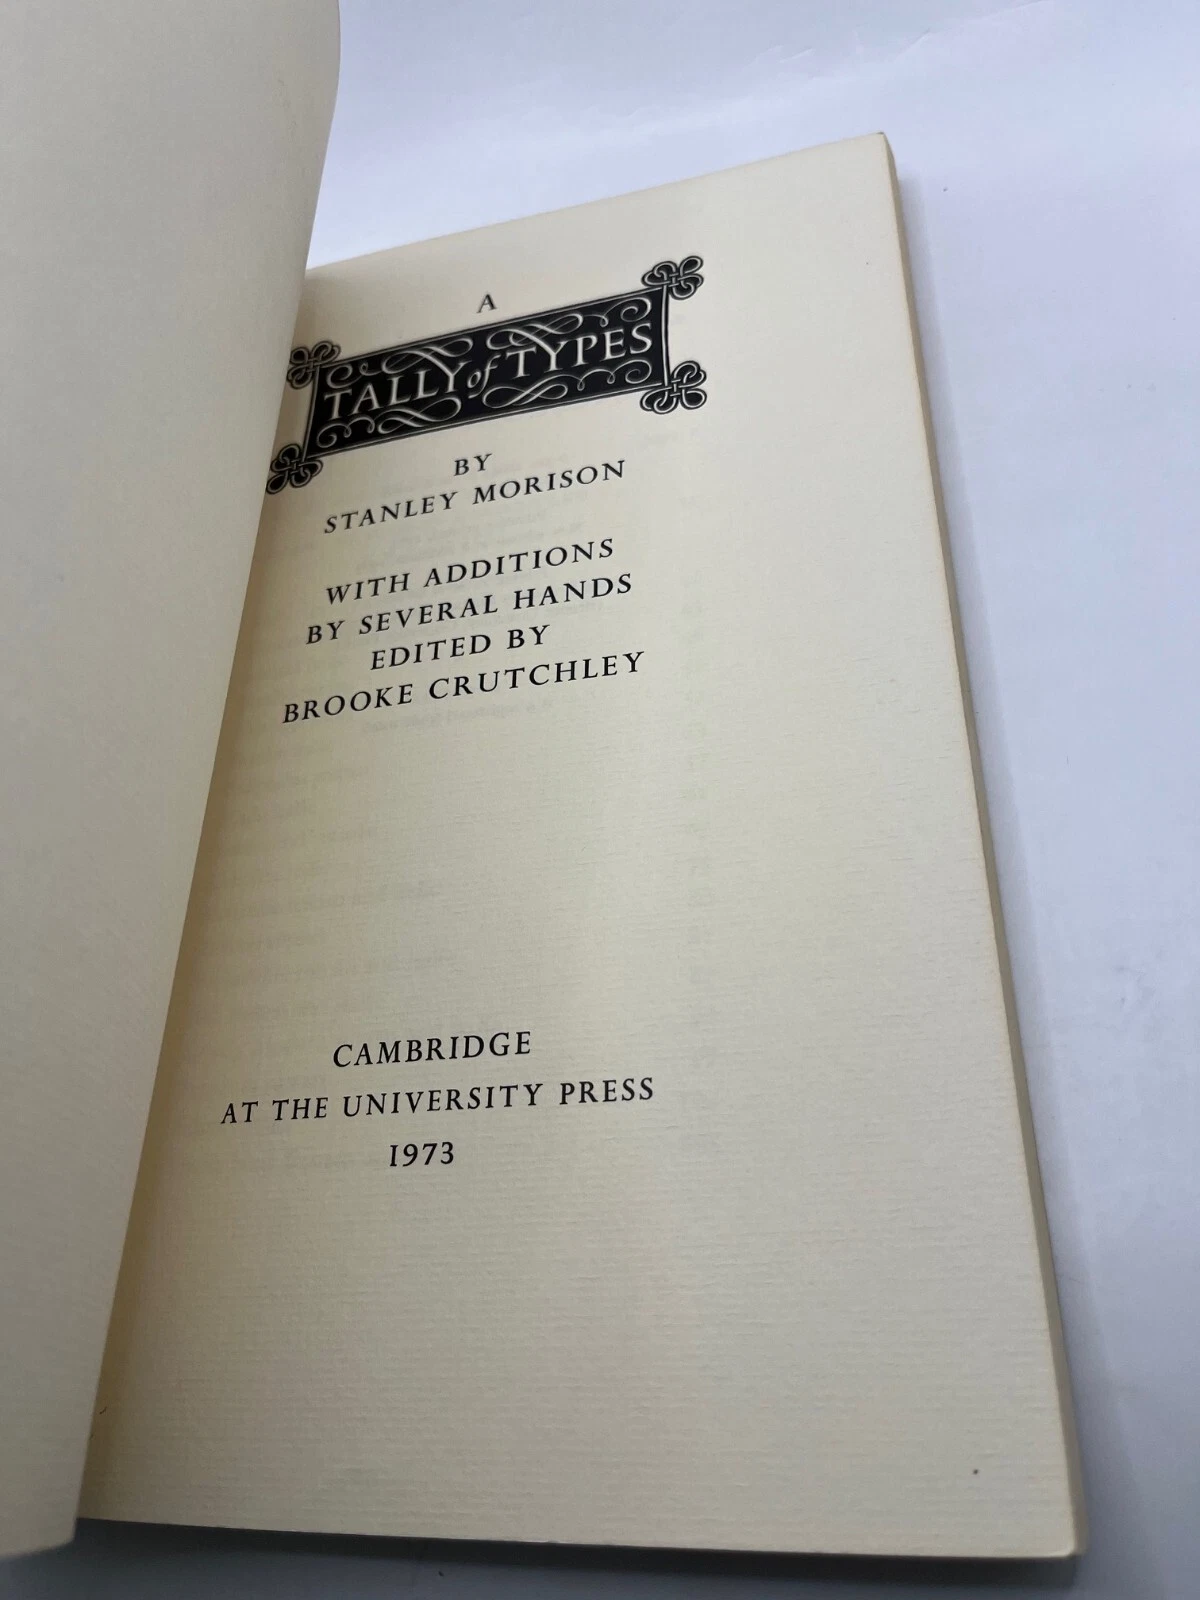 A
TALLY of TYPES
BY
STANLEY MORISON
WITH ADDITIONS
BY SEVERAL HANDS
EDITED BY
BROOKE CRUTCHLEY
CAMBRIDGE
AT THE UNIVERSITY PRESS
1973